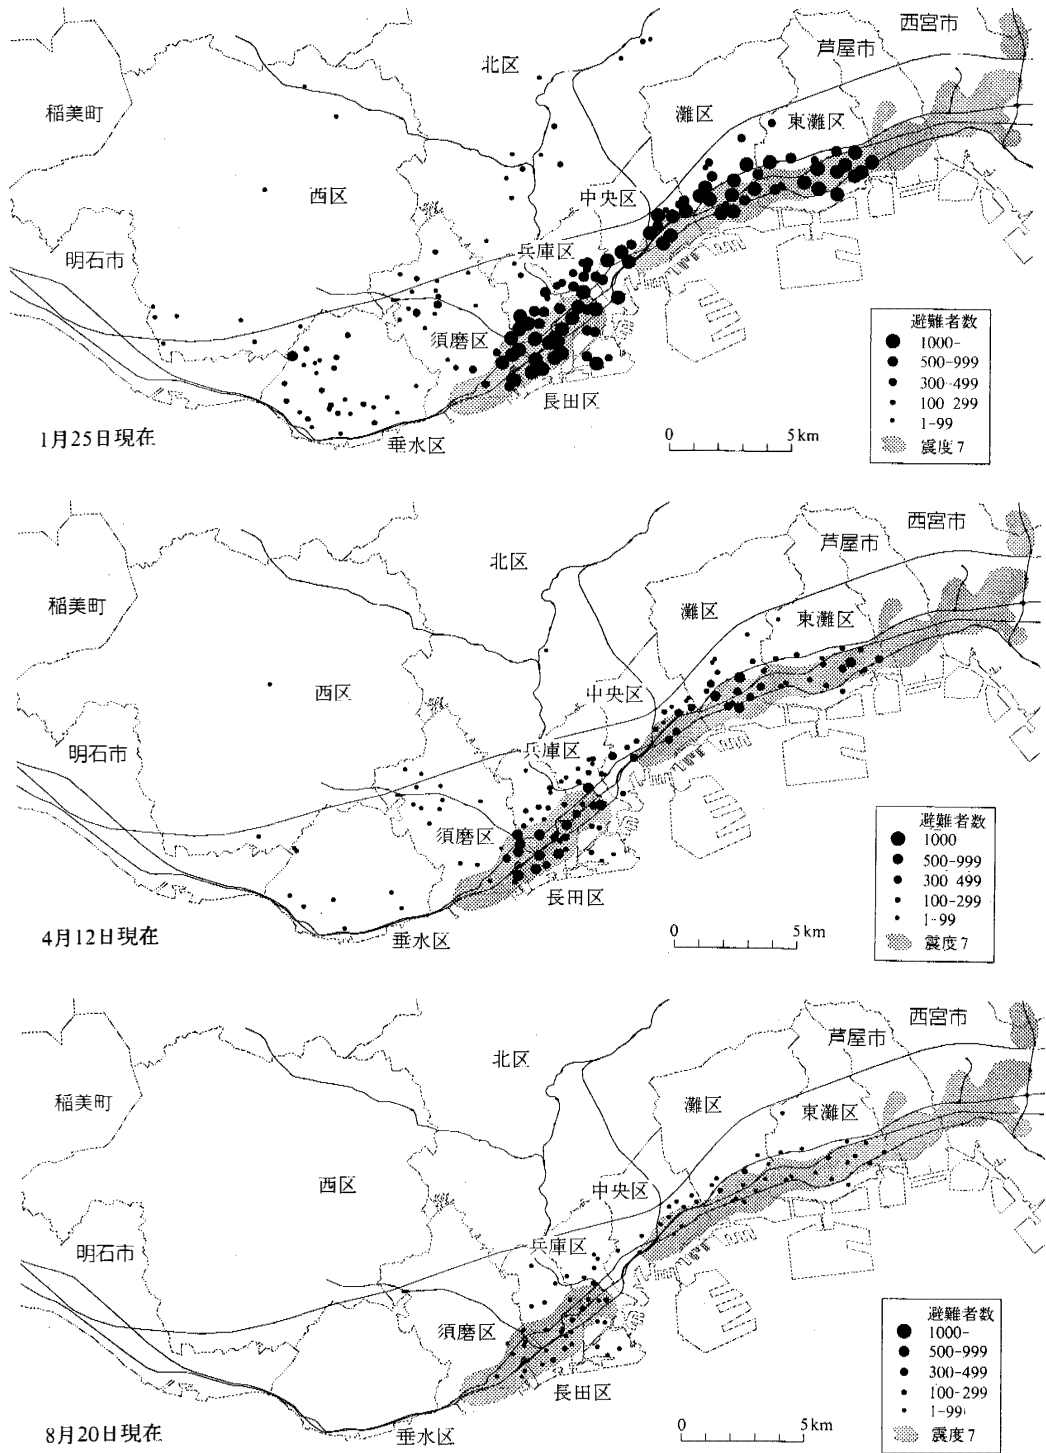 西宮市
芦屋市
北区
稲美町
灘区
東灘区
西区
中央区
兵庫区
明石市
須磨区
避難者数
1000-
500-999
300-499
100 299
1-99
震度7
長田区
0 5km
1月25日現在
垂水区
西宮市
芦屋市
北区
稲美町
灘区
東灘区
西区
中央区
兵庫区
明石市
須磨区
避難者数
1000
500-999
300 499
100-299
1-99
震度7
長田区
0 5km
4月12日現在
垂水区
西宮市
芦屋市
北区
稲美町
灘区
東灘区
西区
中央区
兵庫区
明石市
須磨区
避難者数
1000-
500-999
300-499
100-299
1-99
震度7
長田区
0 5km
8月20日現在
垂水区